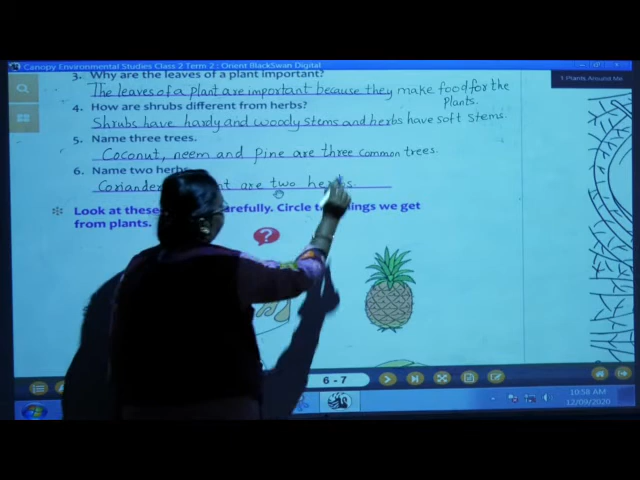 Canopy Environmental Studies Class 2 Term 2 : Orient BlackSwan Digital
1 Plants Around Me
3. Why are the leaves of a plant important?
The leaves of a plant are important because they make food for the
Plants.
4. How are shrubs different from herbs?
Shrubs have hardy and woody stems and herbs have soft stems.
5. Name three trees.
Coconut, neem and Pine are three common trees.
6. Name two herbs.
Coriander nt are two herbs.
* Look at these arefully. Circle t things we get
from plants.
?
6 - 7
10:58 AM
12/09/2020